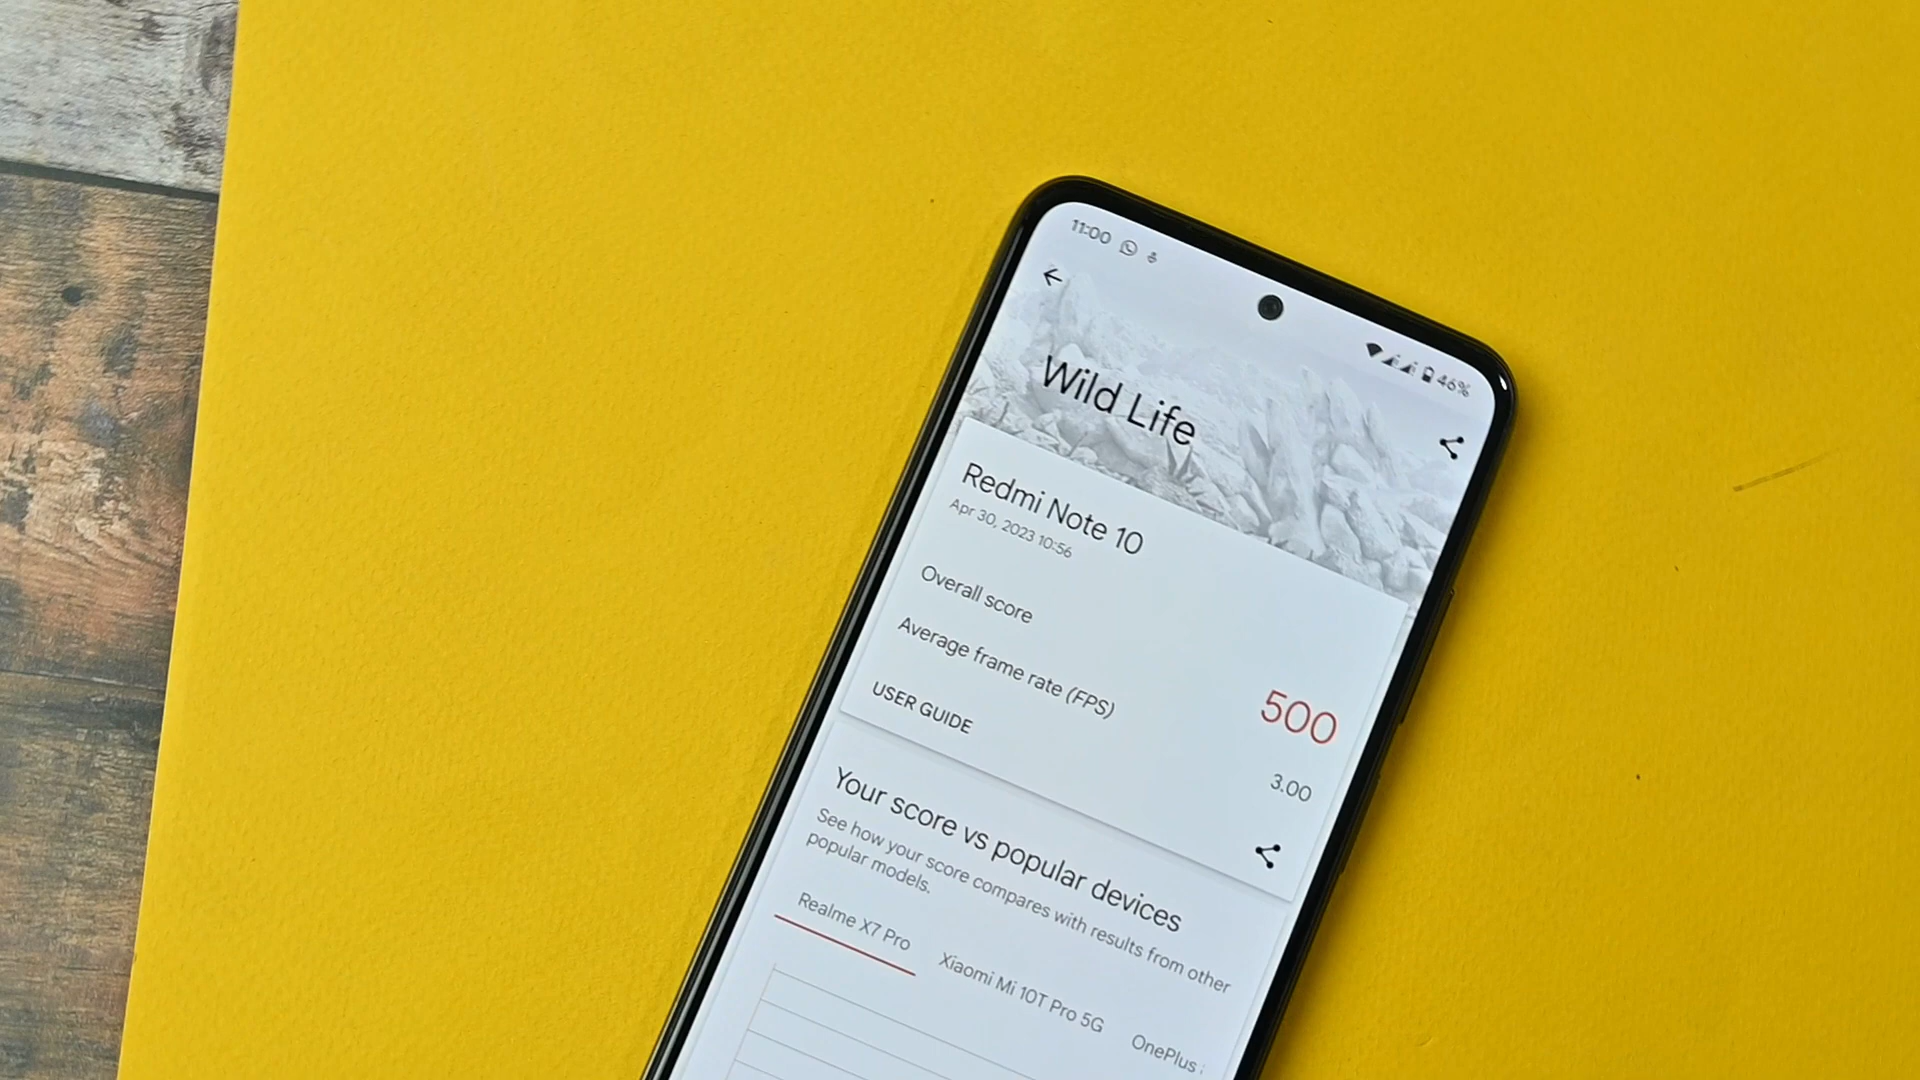 11:00
46%
Wild Life
Redmi Note 10
Apr 30, 2023 10:56
Overall score
500
Average frame rate (FPS)
3.00
USER GUIDE
Your score vs popular devices
See how your score compares with results from other
popular models.
Realme X7 Pro
Xiaomi Mi 10T Pro 5G
OnePlus